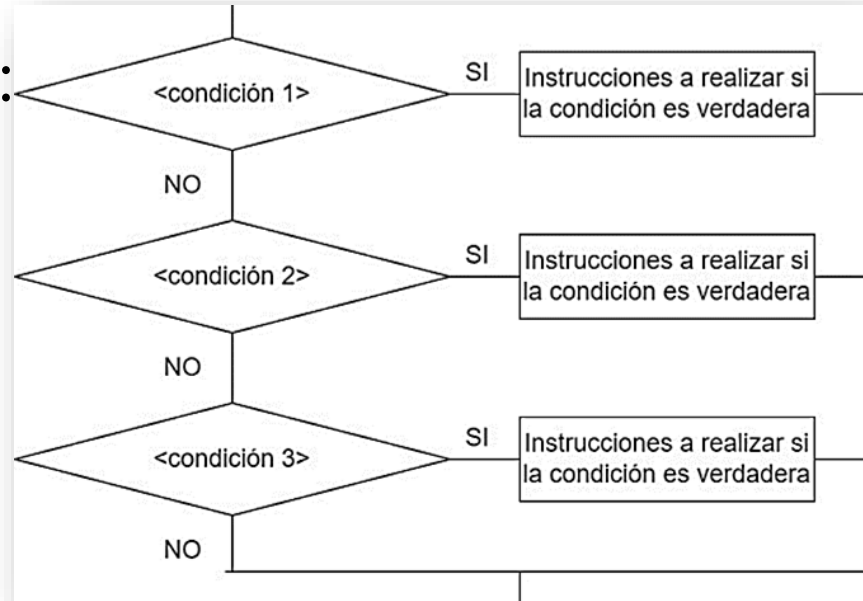 <condición 1>
SI
Instrucciones a realizar si
la condición es verdadera
NO
<condición 2>
SI
Instrucciones a realizar si
la condición es verdadera
NO
<condición 3>
SI
Instrucciones a realizar si
la condición es verdadera
NO